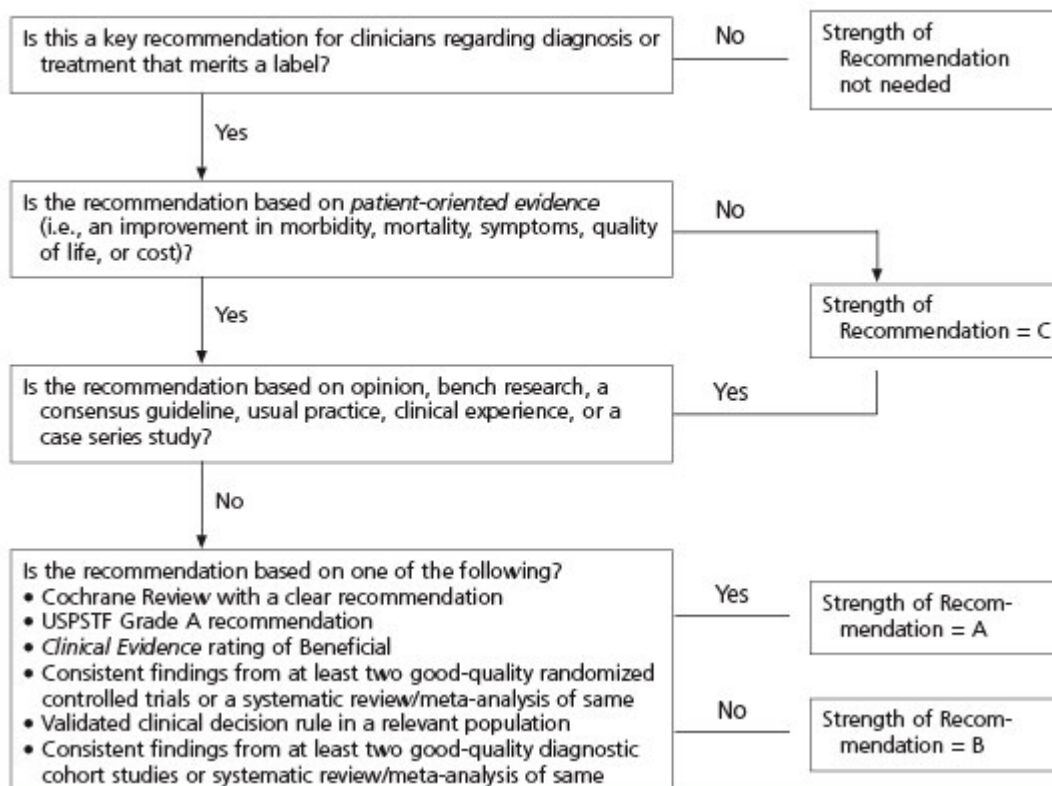 Is this a key recommendation for clinicians regarding diagnosis or
treatment that merits a label?
No
Strength of
Recommendation
not needed
Yes
Is the recommendation based on patient-oriented evidence
(i.e., an improvement in morbidity, mortality, symptoms, quality
of life, or cost)?
No
Yes
Strength of
Recommendation = C
Is the recommendation based on opinion, bench research, a
consensus guideline, usual practice, clinical experience, or a
case series study?
Yes
No
Is the recommendation based on one of the following?
• Cochrane Review with a clear recommendation
• USPSTF Grade A recommendation
• Clinical Evidence rating of Beneficial
• Consistent findings from at least two good-quality randomized
controlled trials or a systematic review/meta-analysis of same
• Validated clinical decision rule in a relevant population
• Consistent findings from at least two good-quality diagnostic
cohort studies or systematic review/meta-analysis of same
Yes
Strength of Recom-
mendation = A
No
Strength of Recom-
mendation = B